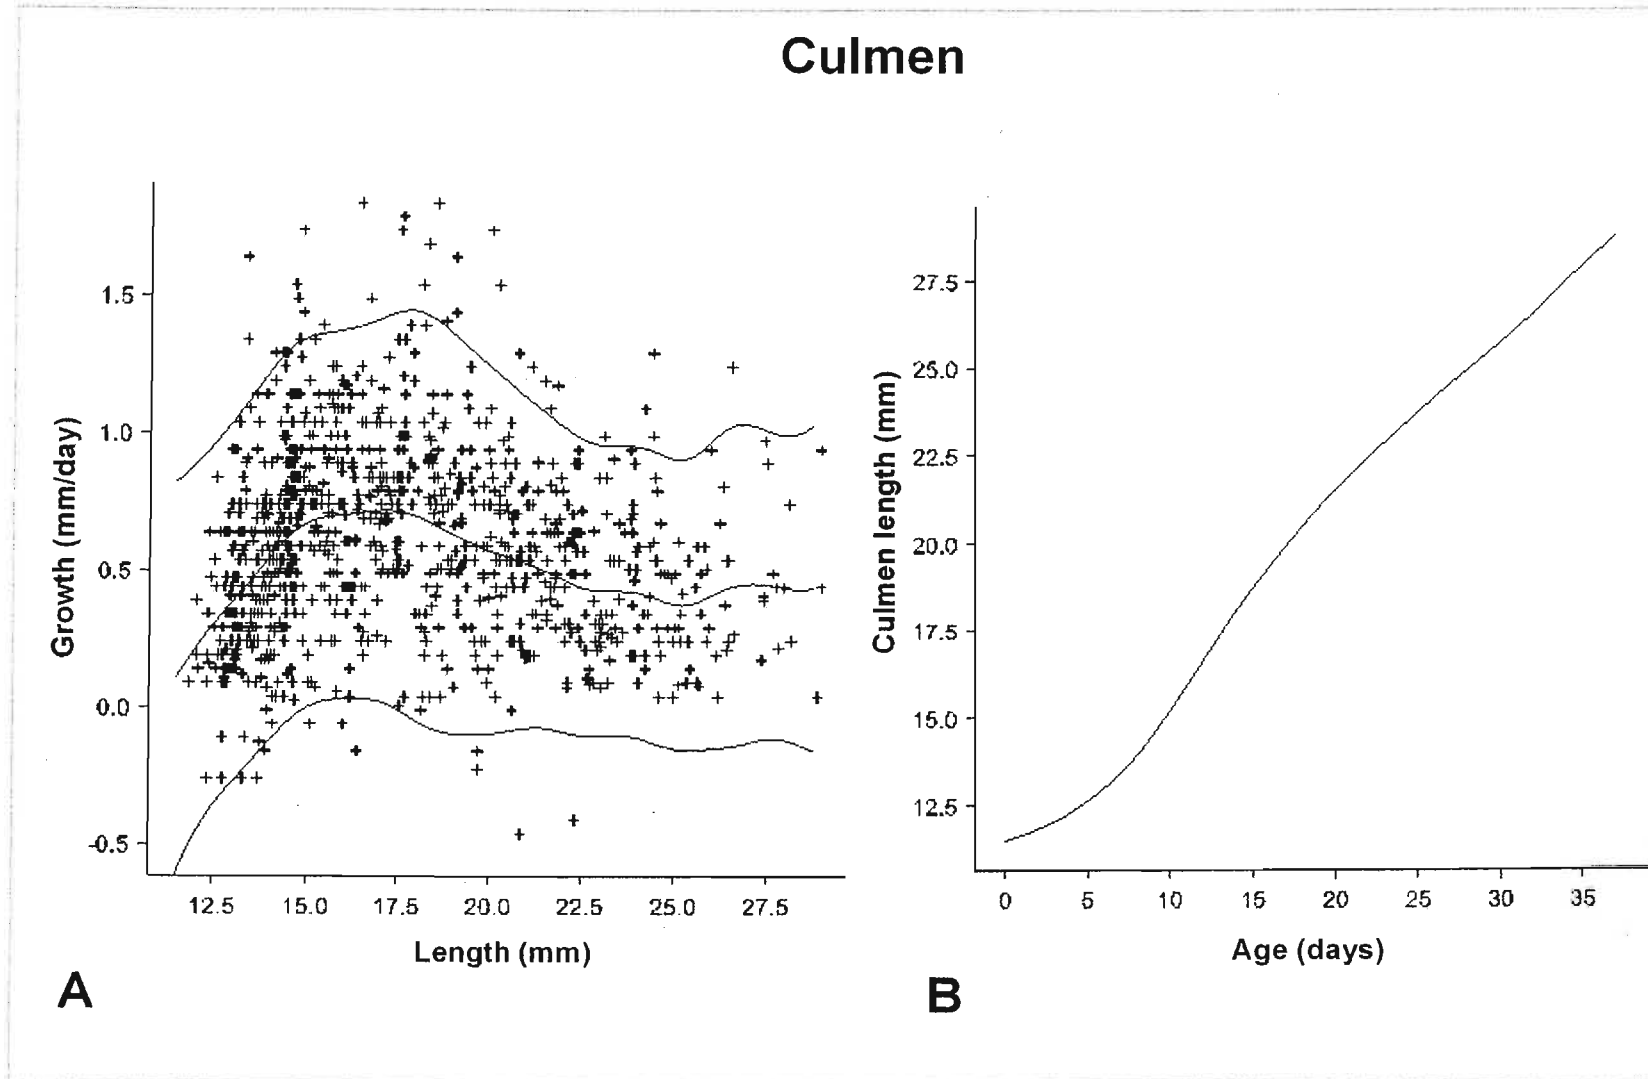 Culmen
Growth (mm/day)
1.5
1.0
0.5
0.0
-0.5
12.5 15.0 17.5 20.0 22.5 25.0 27.5
Length (mm)
A
Culmen length (mm)
27.5
25.0
22.5
20.0
17.5
15.0
12.5
0 5 10 15 20 25 30 35
Age (days)
B